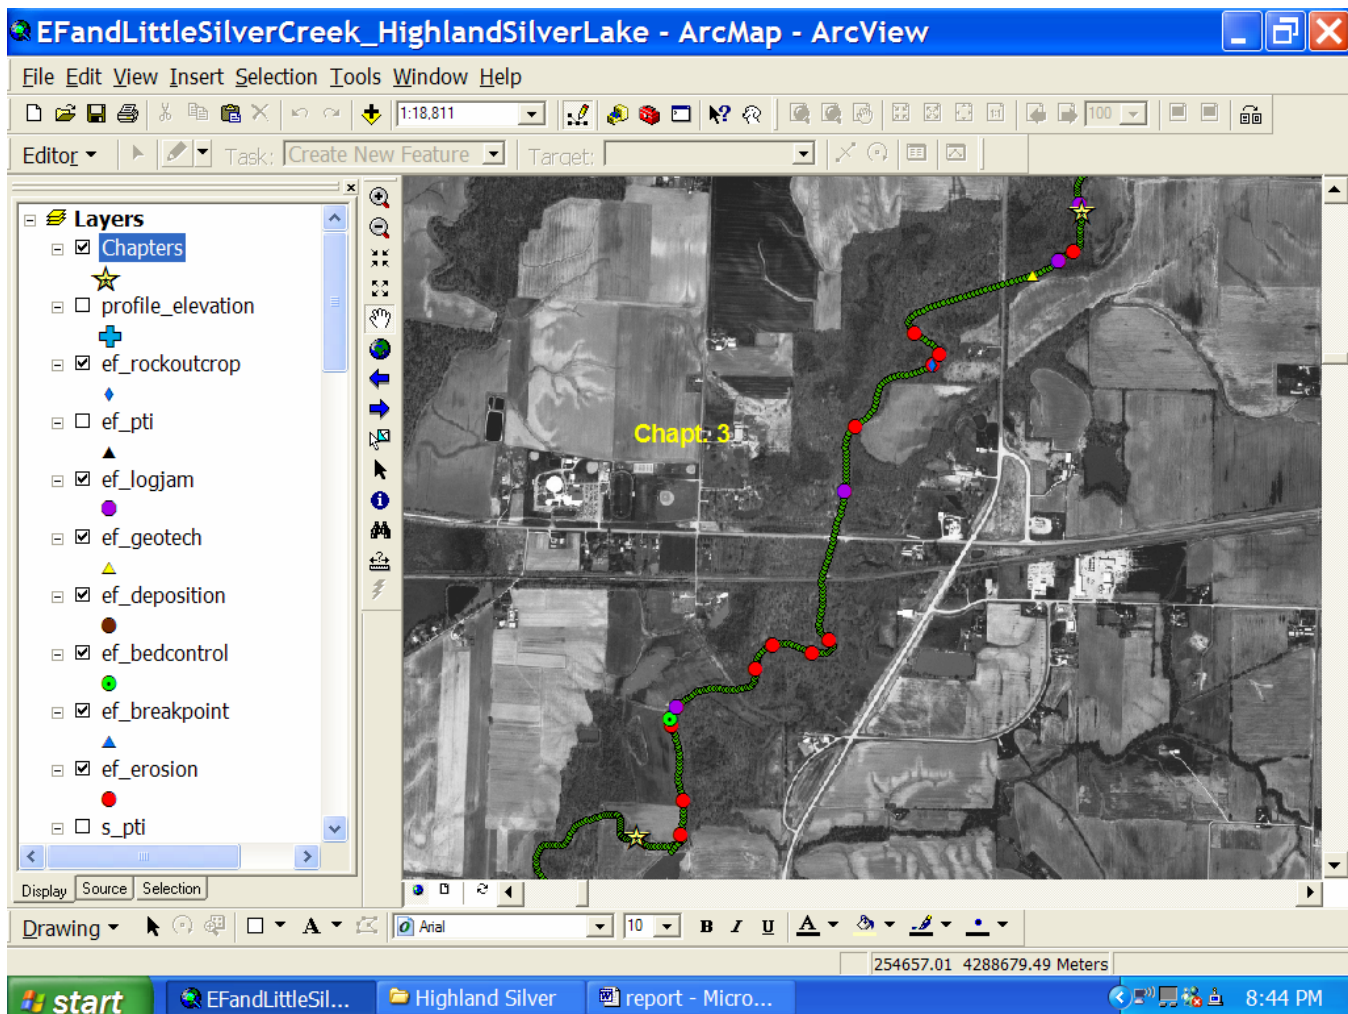 EFandLittleSilverCreek_HighlandSilverLake - ArcMap - ArcView
File Edit View Insert Selection Tools Window Help
1:18,811
100
Editor
Task: Create New Feature
Target:
Layers
Chapters
profile_elevation
ef_rockoutcrop
ef_pti
ef_logjam
ef_geotech
ef_deposition
ef_bedcontrol
ef_breakpoint
ef_erosion
s_pti
Chapt. 3
Display Source Selection
Drawing
A
Arial
10
B I U A
254657.01 4288679.49 Meters
start
EFandLittleSil...
Highland Silver
report - Micro...
8:44 PM